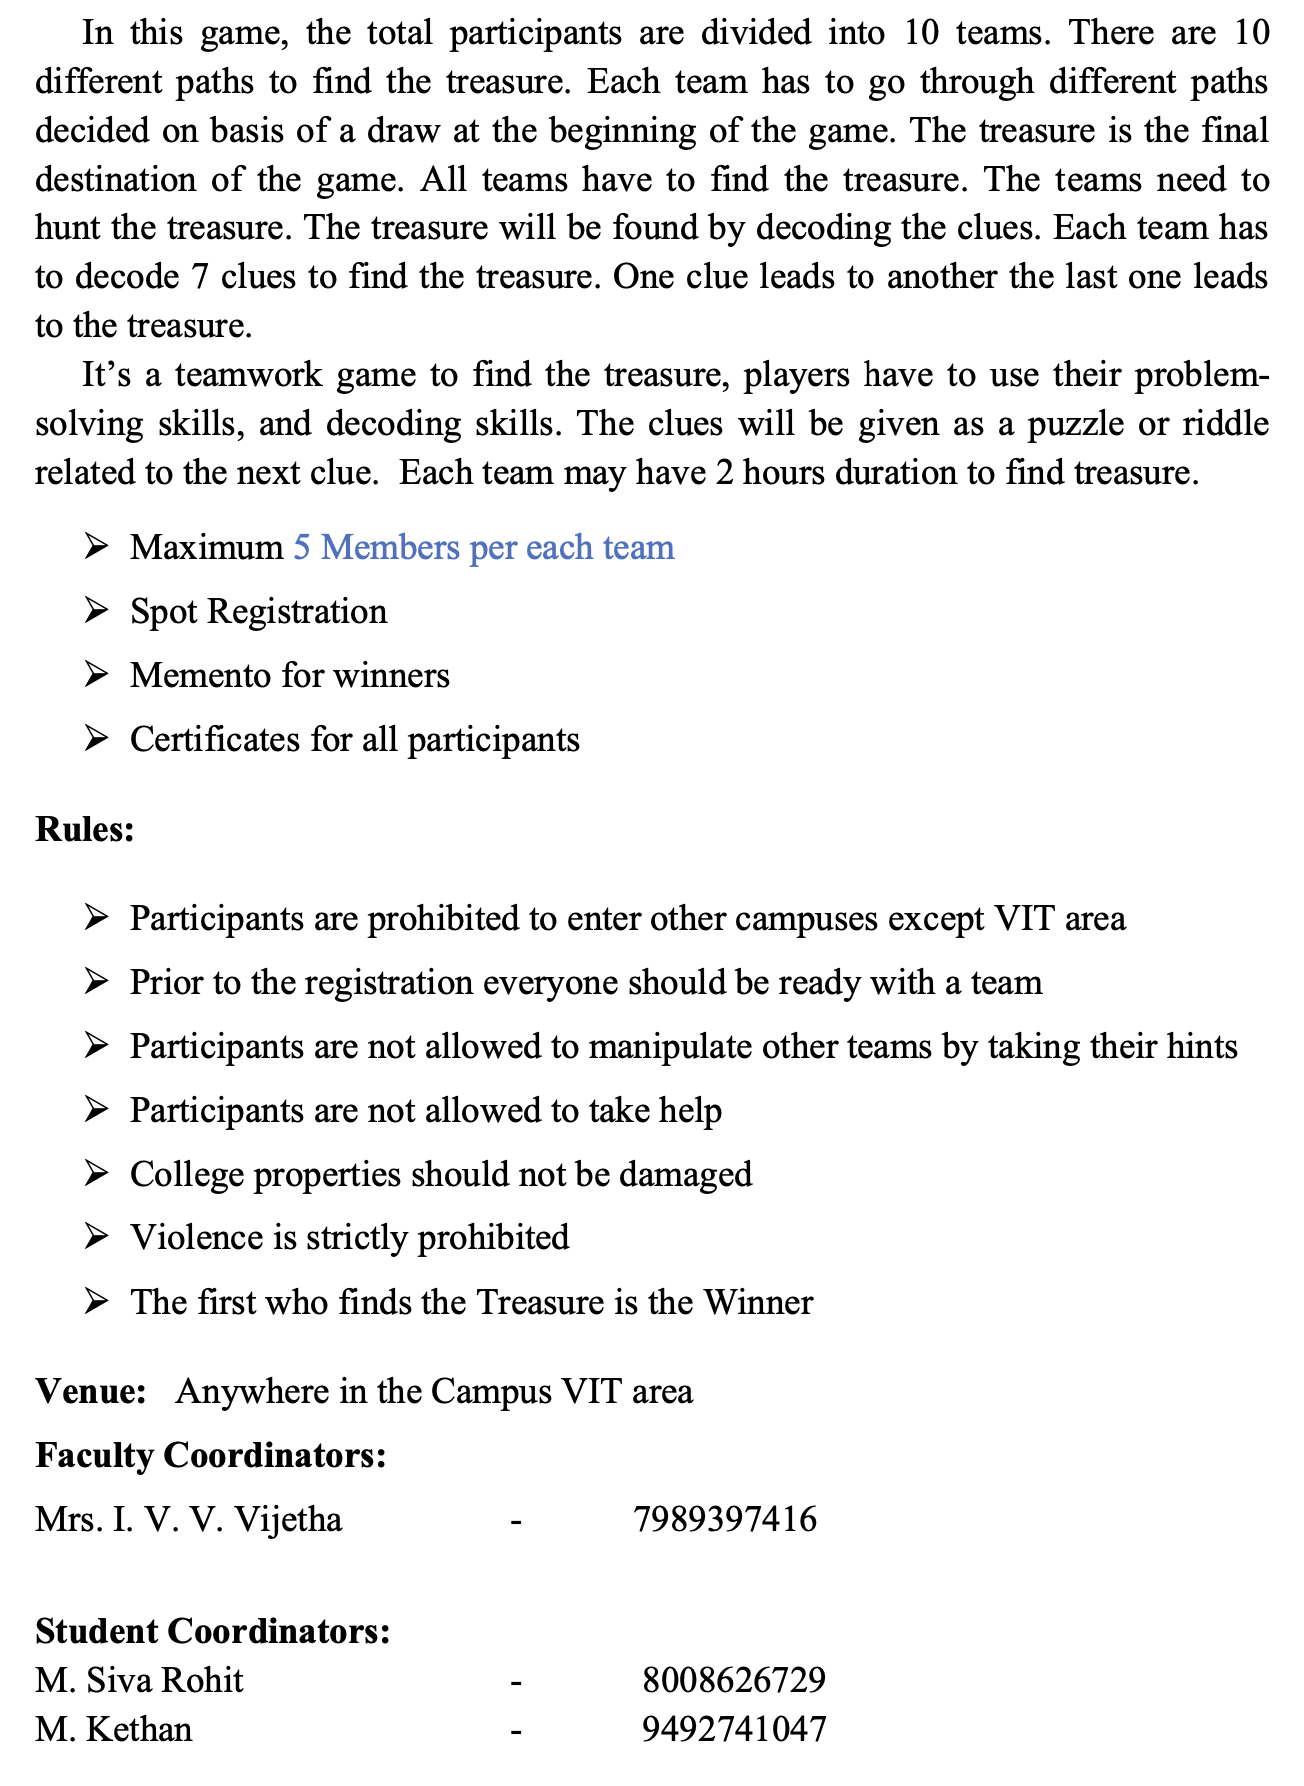 In this game, the total participants are divided into 10 teams. There are 10
different paths to find the treasure. Each team has to go through different paths
decided on basis of a draw at the beginning of the game. The treasure is the final
destination of the game. All teams have to find the treasure. The teams need to
hunt the treasure. The treasure will be found by decoding the clues. Each team has
to decode 7 clues to find the treasure. One clue leads to another the last one leads
to the treasure.
It’s a teamwork game to find the treasure, players have to use their problem-
solving skills, and decoding skills. The clues will be given as a puzzle or riddle
related to the next clue.  Each team may have 2 hours duration to find treasure.
➢ Maximum 5 Members per each team
➢ Spot Registration
➢ Memento for winners
➢ Certificates for all participants
Rules:
➢ Participants are prohibited to enter other campuses except VIT area
➢ Prior to the registration everyone should be ready with a team
➢ Participants are not allowed to manipulate other teams by taking their hints
➢ Participants are not allowed to take help
➢ College properties should not be damaged
➢ Violence is strictly prohibited
➢ The first who finds the Treasure is the Winner
Venue: Anywhere in the Campus VIT area
Faculty Coordinators:
Mrs. I. V. V. Vijetha - 7989397416
Student Coordinators:
M. Siva Rohit - 8008626729
M. Kethan - 9492741047